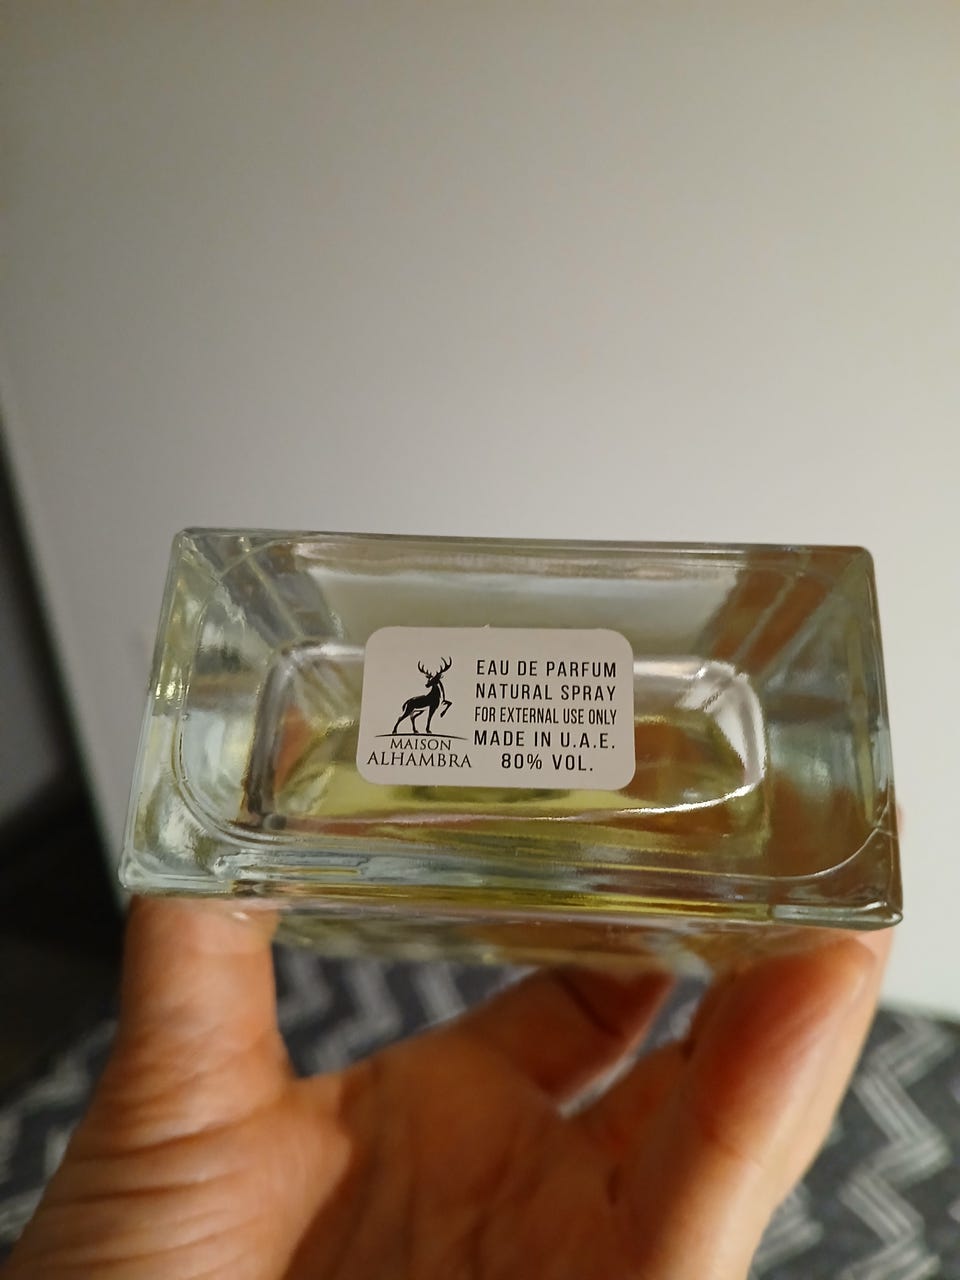 EAU DE PARFUM
NATURAL SPRAY
FOR EXTERNAL USE ONLY
MADE IN U.A.E.
80% VOL.
MAISON
ALHAMBRA